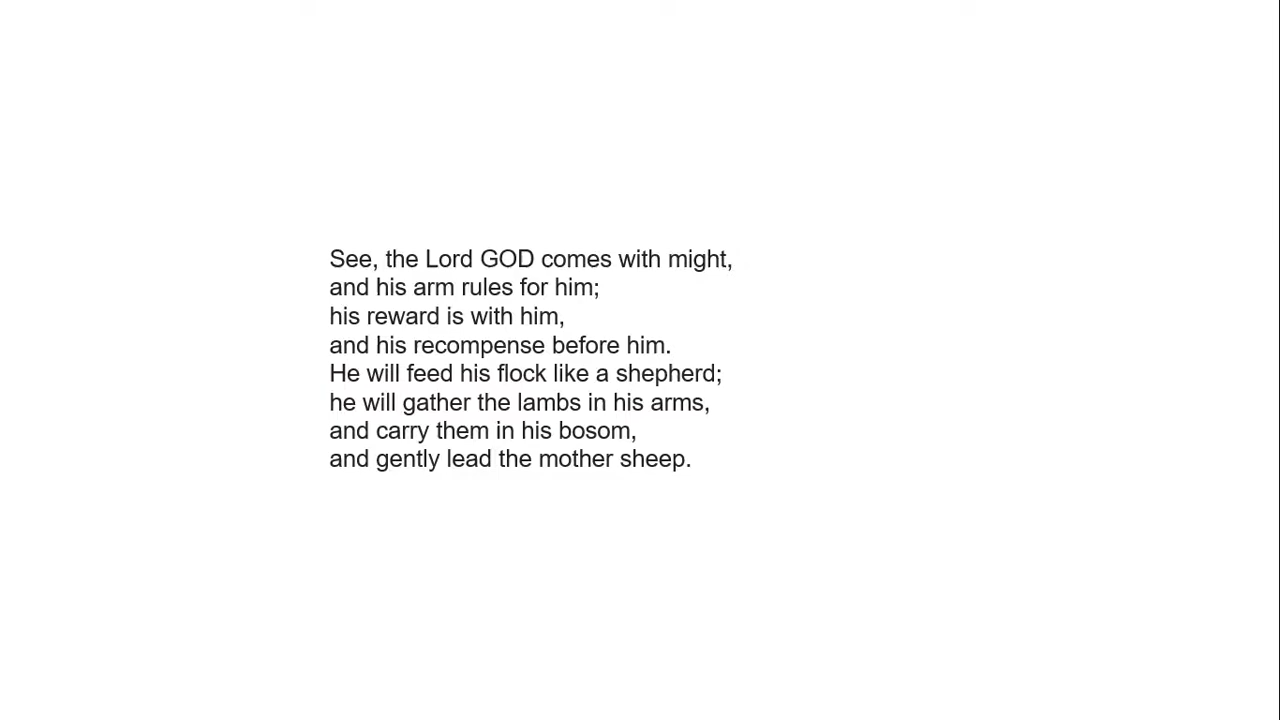 See, the Lord GOD comes with might,
and his arm rules for him;
his reward is with him,
and his recompense before him.
He will feed his flock like a shepherd;
he will gather the lambs in his arms,
and carry them in his bosom,
and gently lead the mother sheep.